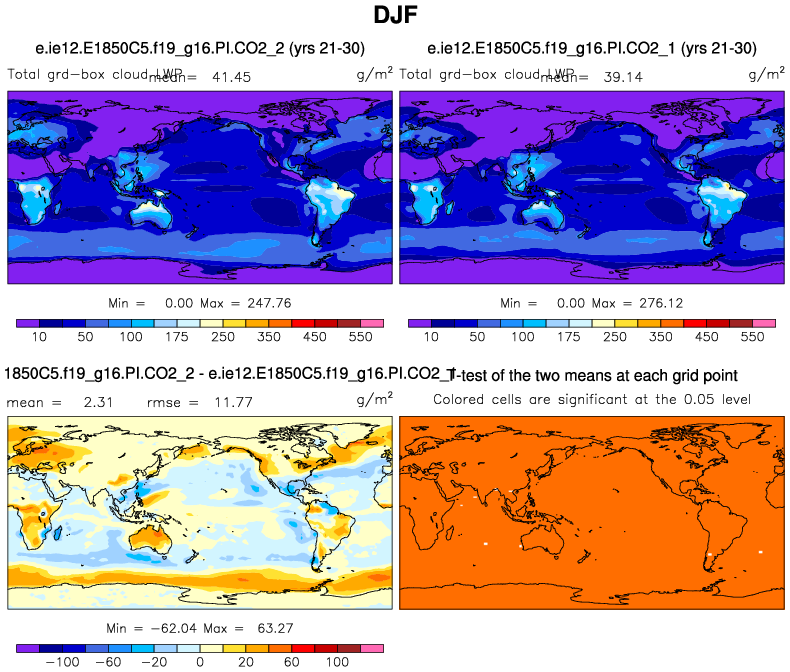 DJF
e.ie12.E1850C5.f19_g16.PI.CO2_2 (yrs 21-30)
Total grd-box cloud LWP mean= 41.45 g/m²
Min = 0.00 Max = 247.76
10 50 100 175 250 350 450 550
e.ie12.E1850C5.f19_g16.PI.CO2_1 (yrs 21-30)
Total grd-box cloud LWP mean= 39.14 g/m²
Min = 0.00 Max = 276.12
10 50 100 175 250 350 450 550
1850C5.f19_g16.PI.CO2_2 - e.ie12.E1850C5.f19_g16.PI.CO2_1
mean = 2.31 rmse = 11.77 g/m²
Min = -62.04 Max = 63.27
-100 -60 -20 0 20 60 100
T-test of the two means at each grid point
Colored cells are significant at the 0.05 level